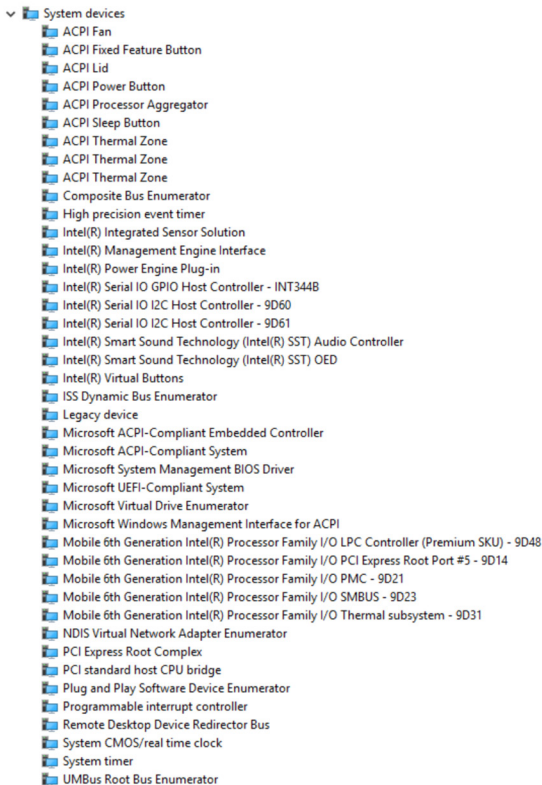 System devices
ACPI Fan
ACPI Fixed Feature Button
ACPI Lid
ACPI Power Button
ACPI Processor Aggregator
ACPI Sleep Button
ACPI Thermal Zone
ACPI Thermal Zone
ACPI Thermal Zone
Composite Bus Enumerator
High precision event timer
Intel(R) Integrated Sensor Solution
Intel(R) Management Engine Interface
Intel(R) Power Engine Plug-in
Intel(R) Serial IO GPIO Host Controller - INT344B
Intel(R) Serial IO I2C Host Controller - 9D60
Intel(R) Serial IO I2C Host Controller - 9D61
Intel(R) Smart Sound Technology (Intel(R) SST) Audio Controller
Intel(R) Smart Sound Technology (Intel(R) SST) OED
Intel(R) Virtual Buttons
ISS Dynamic Bus Enumerator
Legacy device
Microsoft ACPI-Compliant Embedded Controller
Microsoft ACPI-Compliant System
Microsoft System Management BIOS Driver
Microsoft UEFI-Compliant System
Microsoft Virtual Drive Enumerator
Microsoft Windows Management Interface for ACPI
Mobile 6th Generation Intel(R) Processor Family I/O LPC Controller (Premium SKU) - 9D48
Mobile 6th Generation Intel(R) Processor Family I/O PCI Express Root Port #5 - 9D14
Mobile 6th Generation Intel(R) Processor Family I/O PMC - 9D21
Mobile 6th Generation Intel(R) Processor Family I/O SMBUS - 9D23
Mobile 6th Generation Intel(R) Processor Family I/O Thermal subsystem - 9D31
NDIS Virtual Network Adapter Enumerator
PCI Express Root Complex
PCI standard host CPU bridge
Plug and Play Software Device Enumerator
Programmable interrupt controller
Remote Desktop Device Redirector Bus
System CMOS/real time clock
System timer
UMBus Root Bus Enumerator